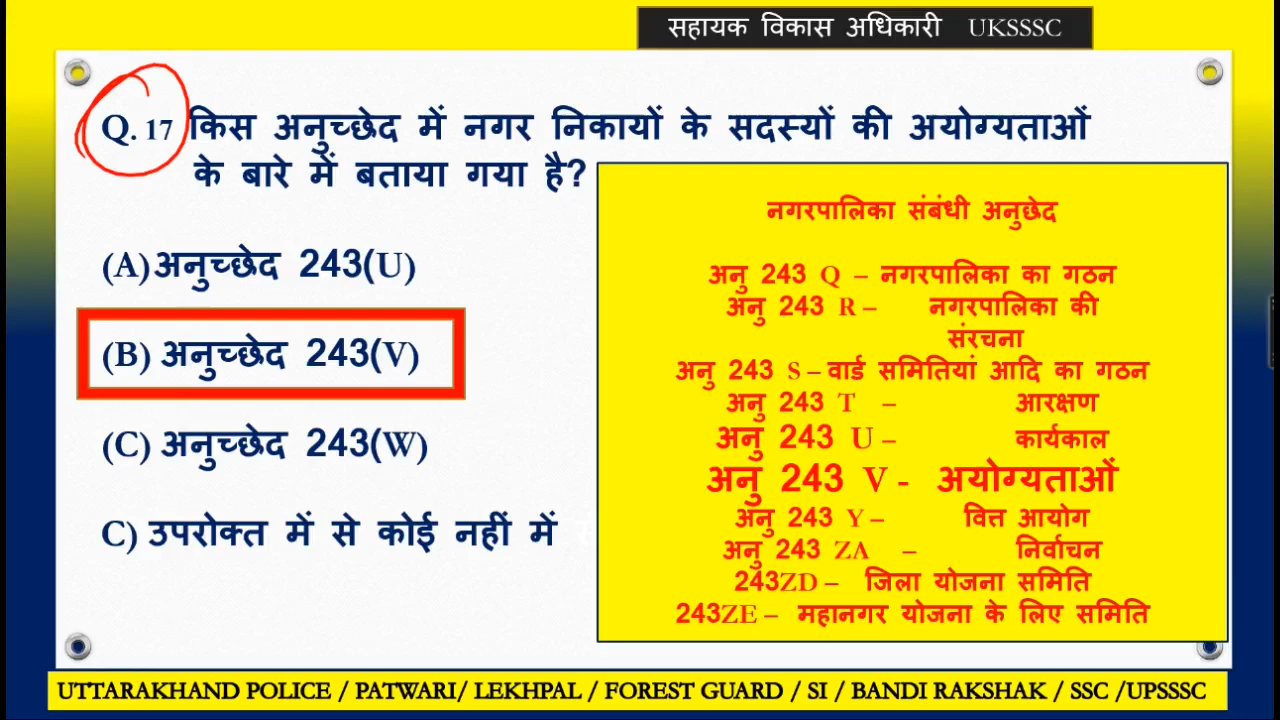 सहायक विकास अधिकारी UKSSSC
Q. 17 किस अनुच्छेद में नगर निकायों के सदस्यों की अयोग्यताओं
के बारे में बताया गया है?
(A)अनुच्छेद 243(U)
(B) अनुच्छेद 243(V)
(C) अनुच्छेद 243(W)
C) उपरोक्त में से कोई नहीं में
नगरपालिका संबंधी अनुछेद
अनु 243 Q – नगरपालिका का गठन
अनु 243 R – नगरपालिका की
संरचना
अनु 243 S – वार्ड समितियां आदि का गठन
अनु 243 T – आरक्षण
अनु 243 U – कार्यकाल
अनु 243 V - अयोग्यताओं
अनु 243 Y – वित्त आयोग
अनु 243 ZA – निर्वाचन
243ZD – जिला योजना समिति
243ZE – महानगर योजना के लिए समिति
UTTARAKHAND POLICE / PATWARI/ LEKHPAL / FOREST GUARD / SI / BANDI RAKSHAK / SSC /UPSSSC